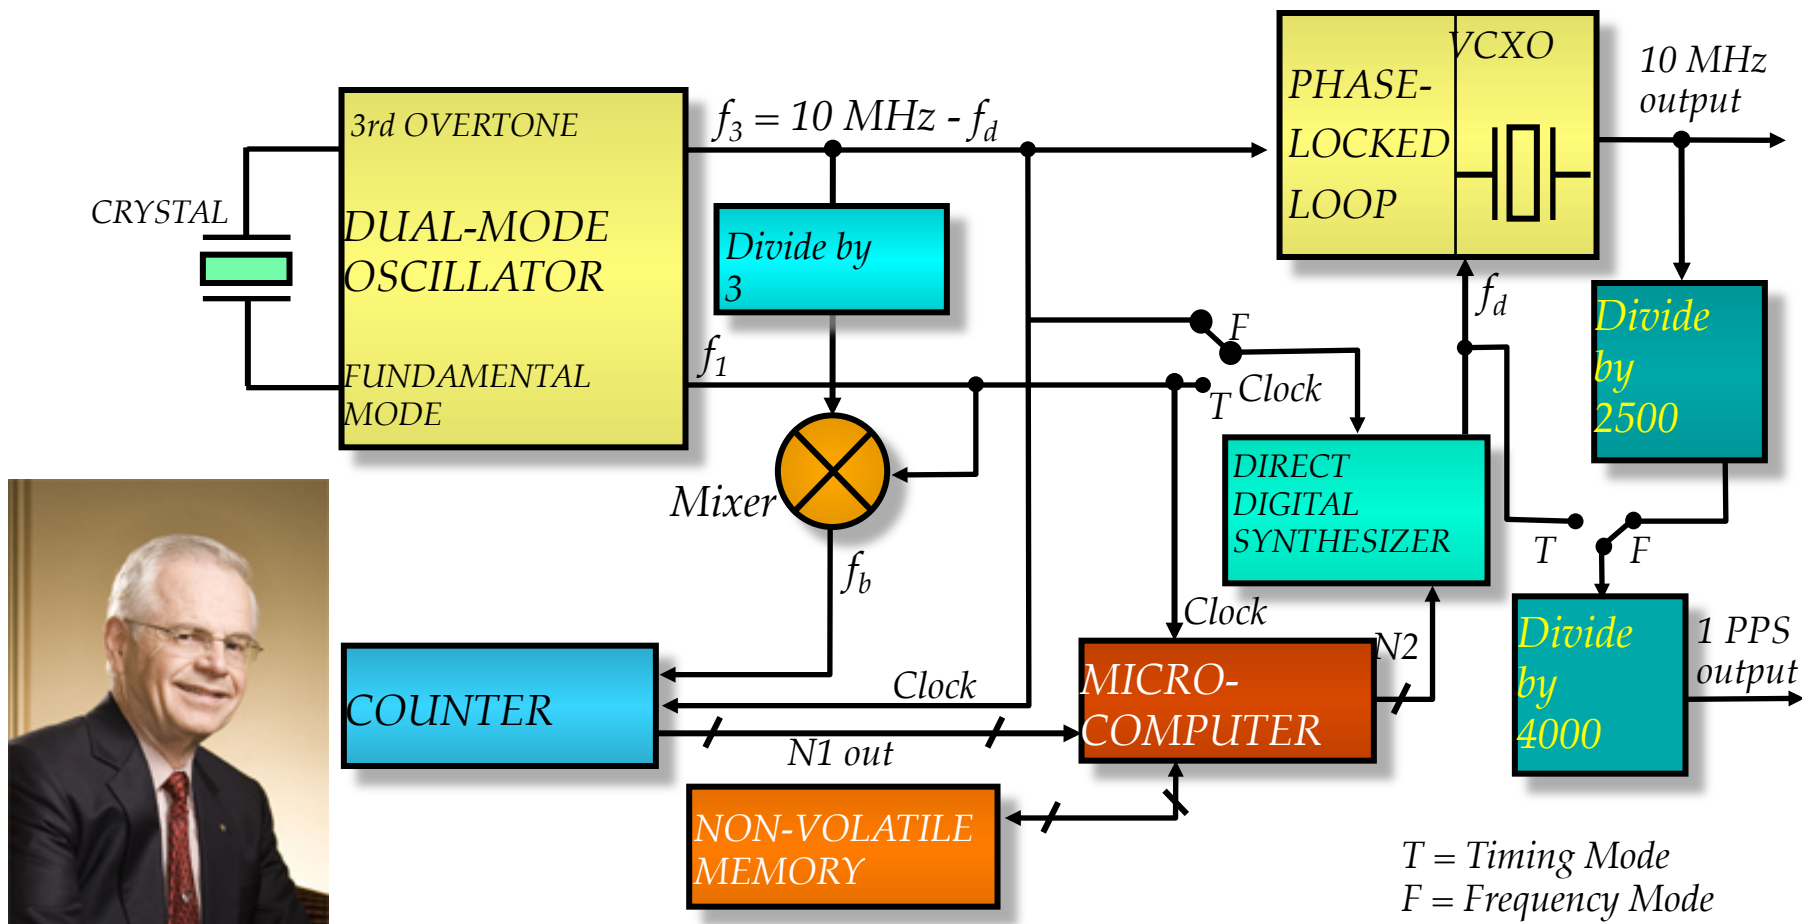 3rd OVERTONE
DUAL-MODE
OSCILLATOR
FUNDAMENTAL
MODE
CRYSTAL
f3 = 10 MHz - fd
f1
Divide by
3
Mixer
fb
COUNTER
Clock
N1 out
NON-VOLATILE
MEMORY
MICRO-
COMPUTER
Clock
N2
F
T
Clock
DIRECT
DIGITAL
SYNTHESIZER
fd
PHASE-
LOCKED
LOOP
VCXO
10 MHz
output
Divide
by
2500
T
F
Divide
by
4000
1 PPS
output
T = Timing Mode
F = Frequency Mode